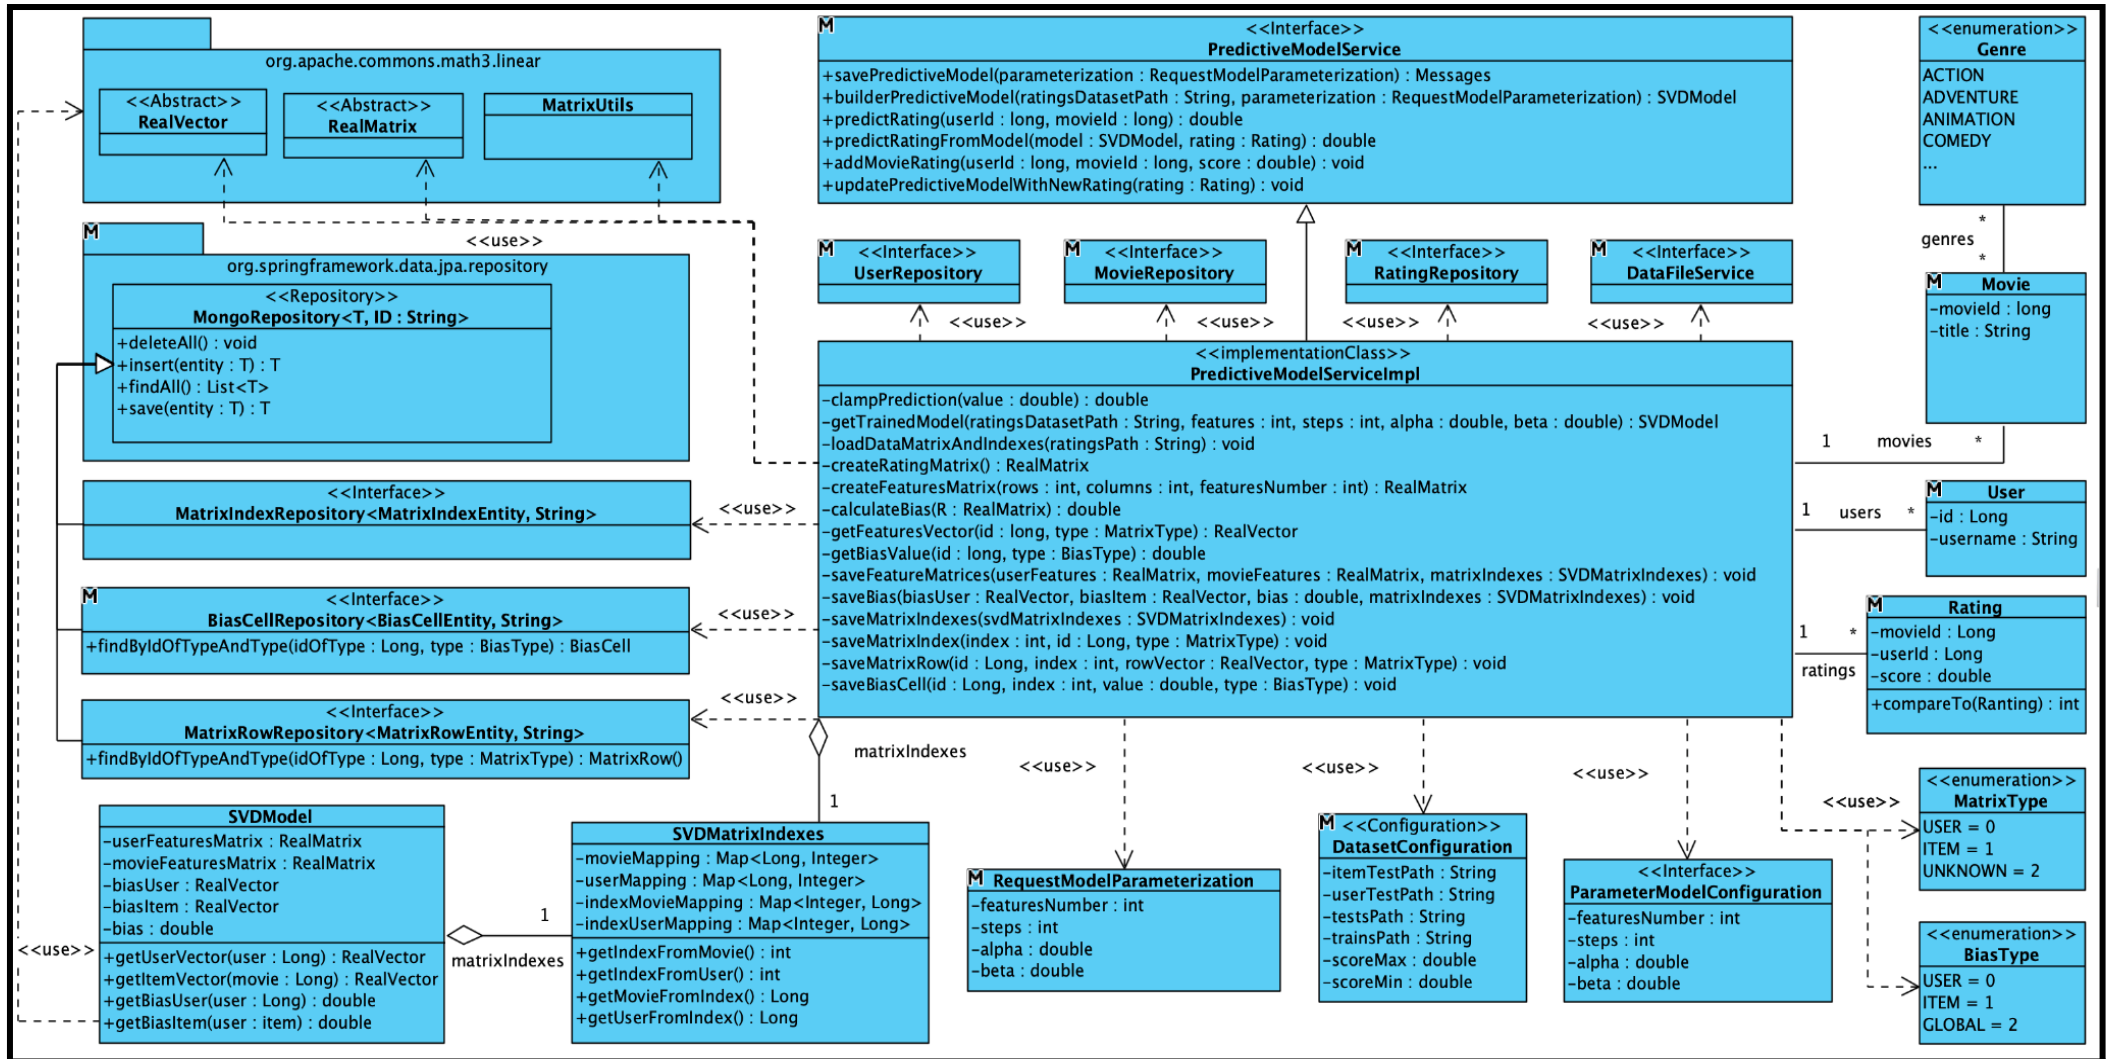 org.apache.commons.math3.linear
<<Abstract>>
RealVector
<<Abstract>>
RealMatrix
MatrixUtils
<<use>>
M
org.springframework.data.jpa.repository
<<Repository>>
MongoRepository<T, ID : String>
+deleteAll() : void
+insert(entity : T) : T
+findAll() : List<T>
+save(entity : T) : T
<<Interface>>
MatrixIndexRepository<MatrixIndexEntity, String>
<<use>>
M
<<Interface>>
BiasCellRepository<BiasCellEntity, String>
+findByIdOfTypeAndType(idOfType : Long, type : BiasType) : BiasCell
<<use>>
<<Interface>>
MatrixRowRepository<MatrixRowEntity, String>
+findByIdOfTypeAndType(idOfType : Long, type : MatrixType) : MatrixRow()
<<use>>
M
<<Interface>>
PredictiveModelService
+savePredictiveModel(parameterization : RequestModelParameterization) : Messages
+builderPredictiveModel(ratingsDatasetPath : String, parameterization : RequestModelParameterization) : SVDModel
+predictRating(userId : long, movieId : long) : double
+predictRatingFromModel(model : SVDModel, rating : Rating) : double
+addMovieRating(userId : long, movieId : long, score : double) : void
+updatePredictiveModelWithNewRating(rating : Rating) : void
M
<<Interface>>
UserRepository
M
<<Interface>>
MovieRepository
M
<<Interface>>
RatingRepository
M
<<Interface>>
DataFileService
<<use>>
<<use>>
<<use>>
<<use>>
<<implementationClass>>
PredictiveModelServiceImpl
-clampPrediction(value : double) : double
-getTrainedModel(ratingsDatasetPath : String, features : int, steps : int, alpha : double, beta : double) : SVDModel
-loadDataMatrixAndIndexes(ratingsPath : String) : void
-createRatingMatrix() : RealMatrix
-createFeaturesMatrix(rows : int, columns : int, featuresNumber : int) : RealMatrix
-calculateBias(R : RealMatrix) : double
-getFeaturesVector(id : long, type : MatrixType) : RealVector
-getBiasValue(id : long, type : BiasType) : double
-saveFeatureMatrices(userFeatures : RealMatrix, movieFeatures : RealMatrix, matrixIndexes : SVDMatrixIndexes) : void
-saveBias(biasUser : RealVector, biasItem : RealVector, bias : double, matrixIndexes : SVDMatrixIndexes) : void
-saveMatrixIndexes(svdMatrixIndexes : SVDMatrixIndexes) : void
-saveMatrixIndex(index : int, id : Long, type : MatrixType) : void
-saveMatrixRow(id : Long, index : int, rowVector : RealVector, type : MatrixType) : void
-saveBiasCell(id : Long, index : int, value : double, type : BiasType) : void
<<enumeration>>
Genre
ACTION
ADVENTURE
ANIMATION
COMEDY
...
*
genres
*
M
Movie
-movieId : long
-title : String
1 movies *
M
User
-id : Long
-username : String
1 users *
M
Rating
-movieId : Long
-userId : Long
-score : double
+compareTo(Ranting) : int
1 *
ratings
matrixIndexes
1
<<use>>
<<use>>
<<use>>
<<use>>
<<enumeration>>
MatrixType
USER = 0
ITEM = 1
UNKNOWN = 2
<<enumeration>>
BiasType
USER = 0
ITEM = 1
GLOBAL = 2
SVDModel
-userFeaturesMatrix : RealMatrix
-movieFeaturesMatrix : RealMatrix
-biasUser : RealVector
-biasItem : RealVector
-bias : double
+getUserVector(user : Long) : RealVector
+getItemVector(movie : Long) : RealVector
+getBiasUser(user : Long) : double
+getBiasItem(user : item) : double
<<use>>
1
matrixIndexes
SVDMatrixIndexes
-movieMapping : Map<Long, Integer>
-userMapping : Map<Long, Integer>
-indexMovieMapping : Map<Integer, Long>
-indexUserMapping : Map<Integer, Long>
+getIndexFromMovie() : int
+getIndexFromUser() : int
+getMovieFromIndex() : Long
+getUserFromIndex() : Long
M
RequestModelParameterization
-featuresNumber : int
-steps : int
-alpha : double
-beta : double
M
<<Configuration>>
DatasetConfiguration
-itemTestPath : String
-userTestPath : String
-testsPath : String
-trainsPath : String
-scoreMax : double
-scoreMin : double
<<Interface>>
ParameterModelConfiguration
-featuresNumber : int
-steps : int
-alpha : double
-beta : double